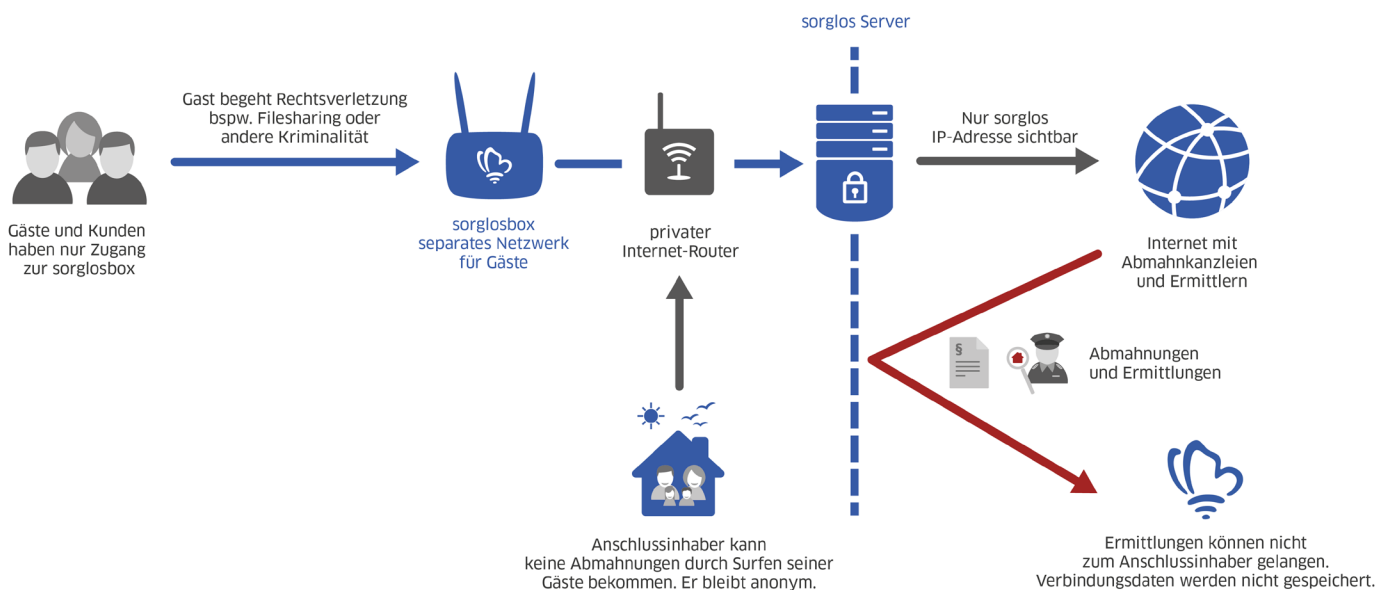 sorglos Server
Gast begeht Rechtsverletzung
bspw. Filesharing oder
andere Kriminalität
Nur sorglos
IP-Adresse sichtbar
Gäste und Kunden
haben nur Zugang
zur sorglosbox
sorglosbox
separates Netzwerk
für Gäste
privater
Internet-Router
Internet mit
Abmahnkanzleien
und Ermittlern
§
Abmahnungen
und Ermittlungen
Anschlussinhaber kann
keine Abmahnungen durch Surfen seiner
Gäste bekommen. Er bleibt anonym.
Ermittlungen können nicht
zum Anschlussinhaber gelangen.
Verbindungsdaten werden nicht gespeichert.